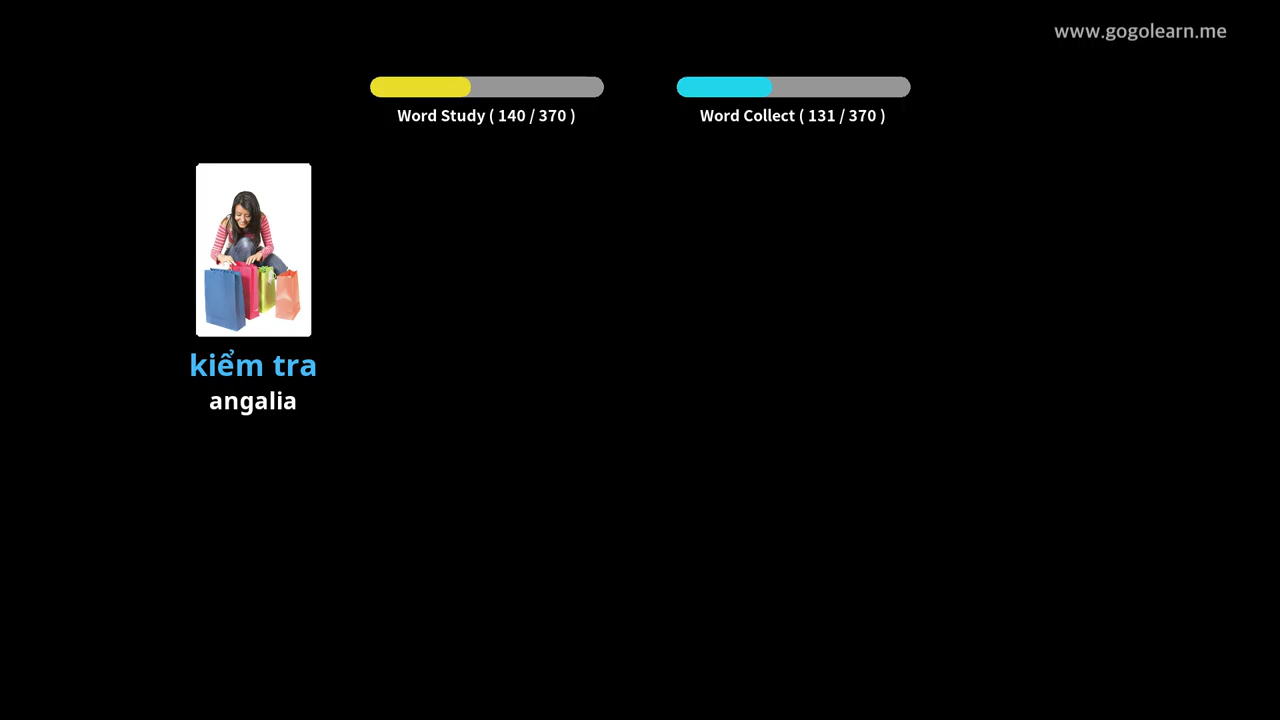 www.gogolearn.me
Word Study ( 140 / 370 )
Word Collect ( 131 / 370 )
kiểm tra
angalia